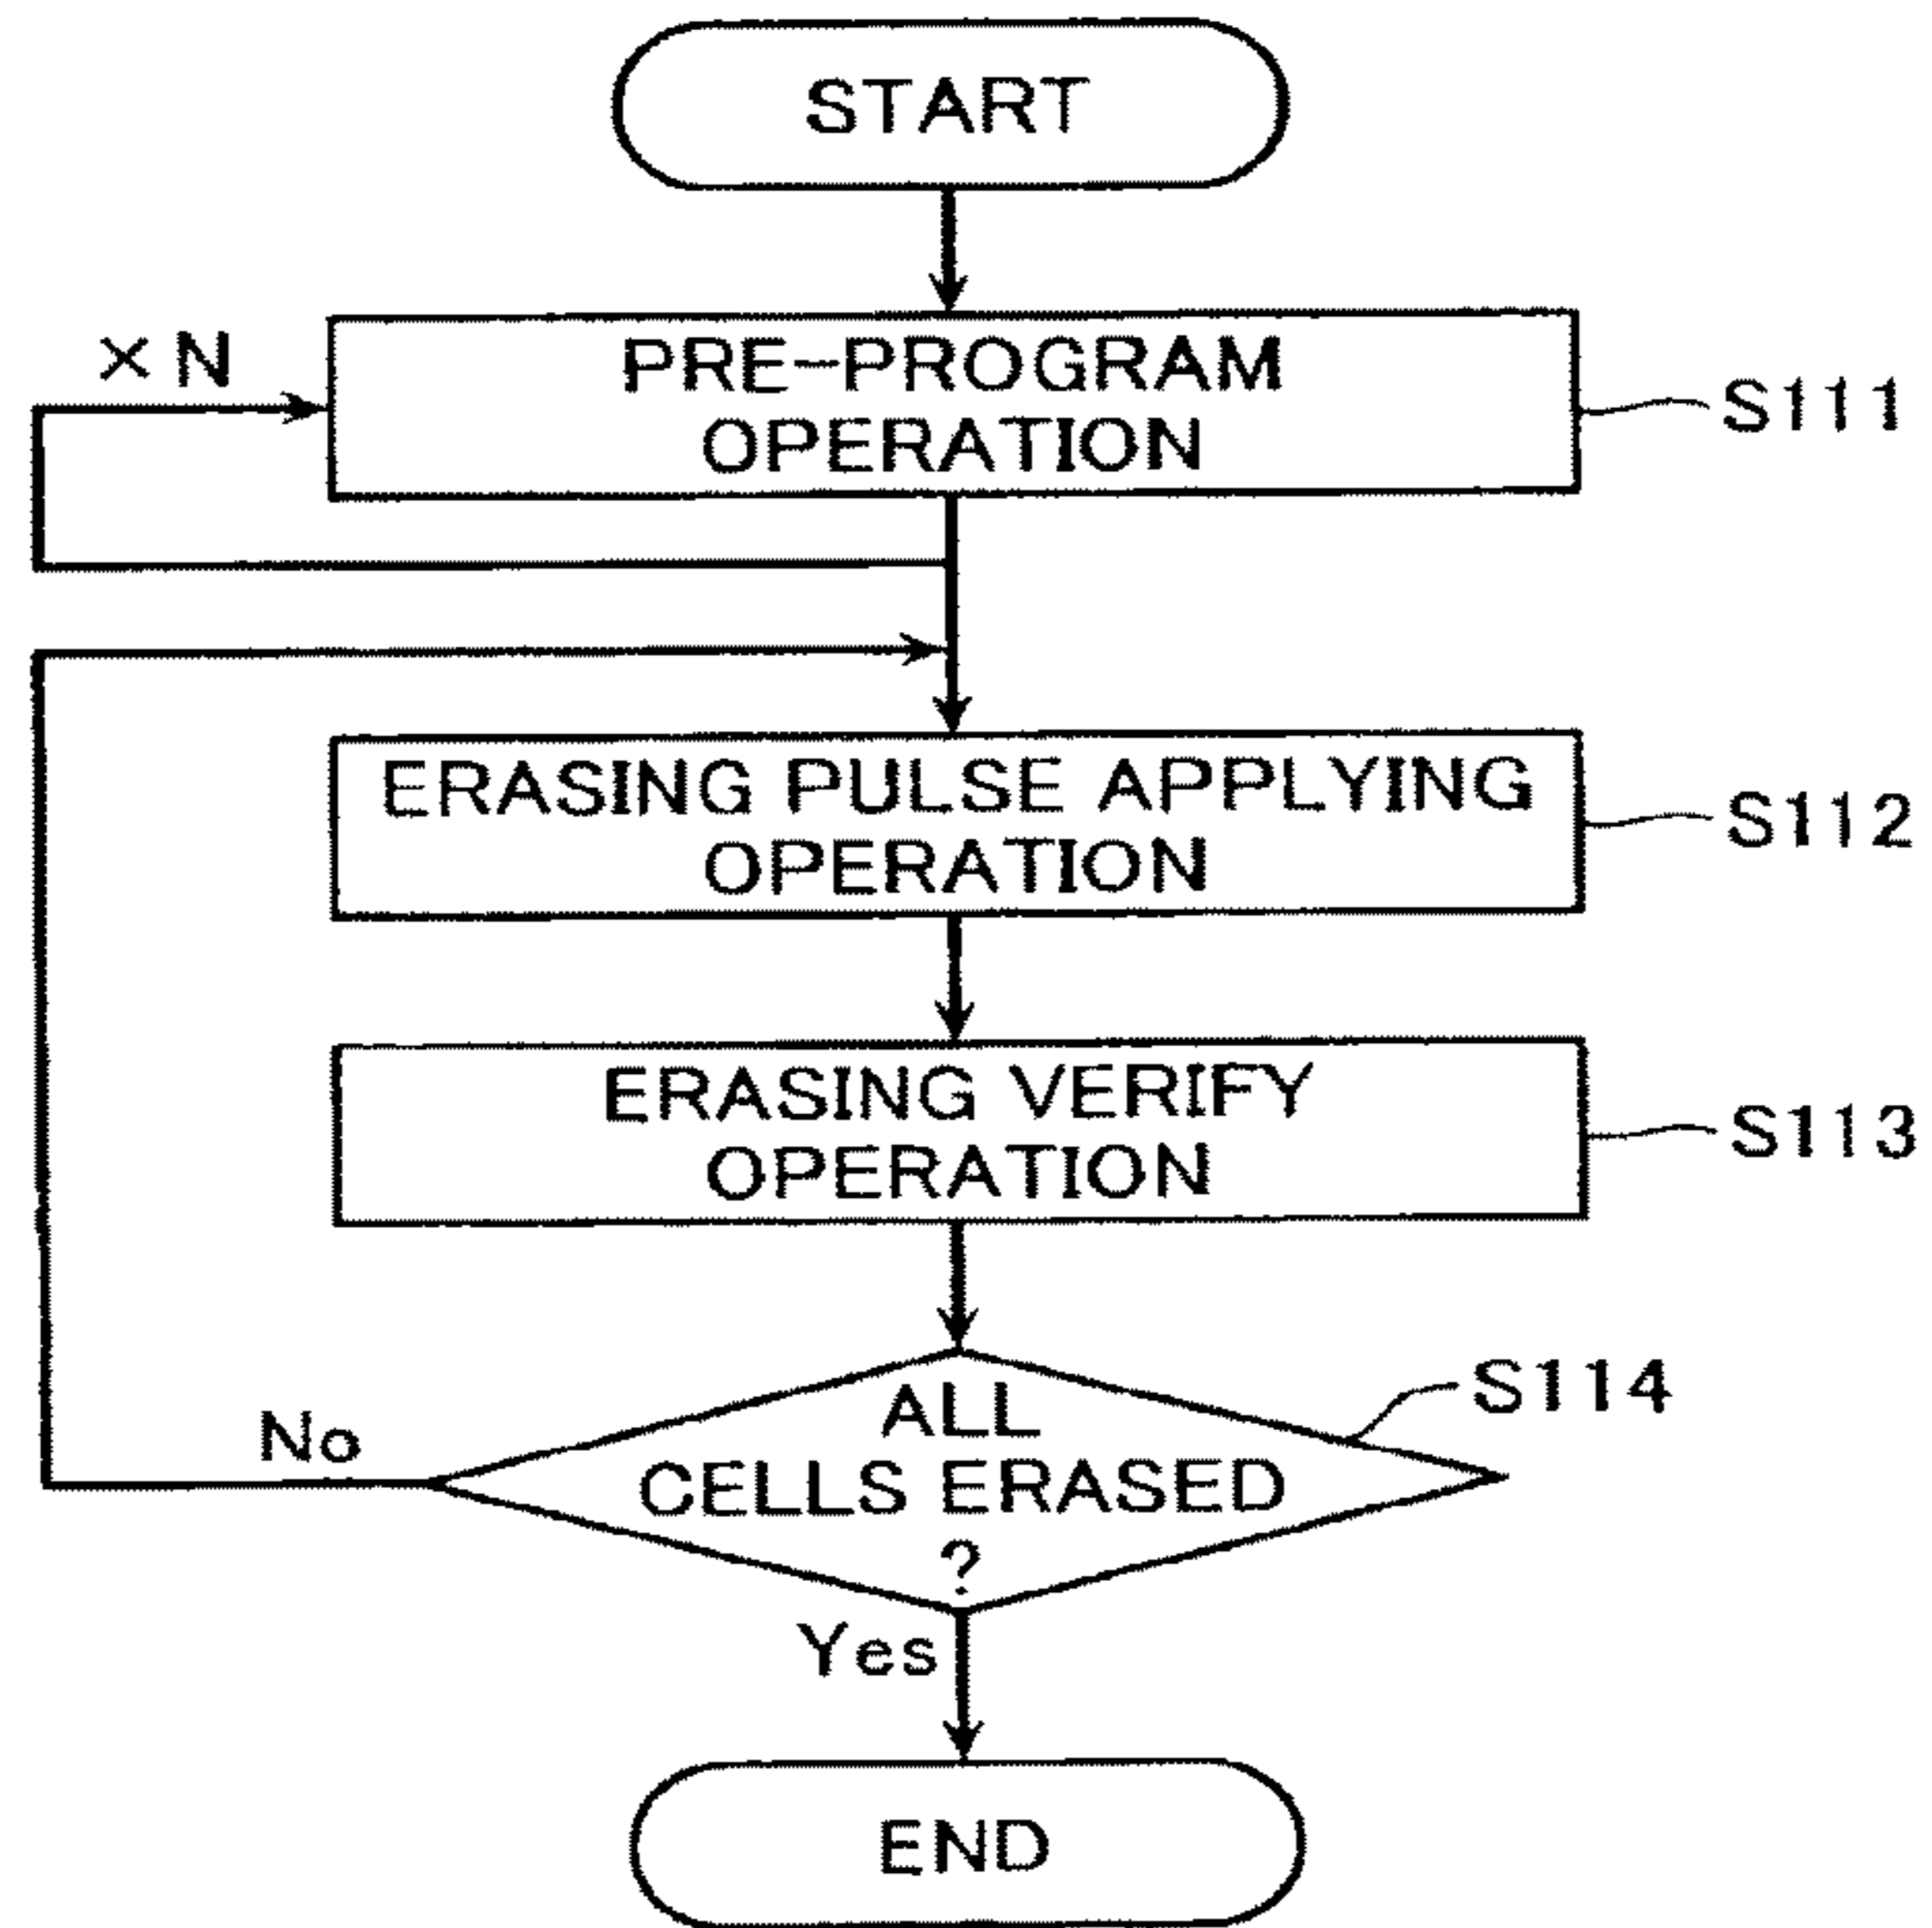 START
× N
PRE-PROGRAM
OPERATION
S111
ERASING PULSE APPLYING
OPERATION
S112
ERASING VERIFY
OPERATION
S113
ALL
CELLS ERASED
?
S114
No
Yes
END